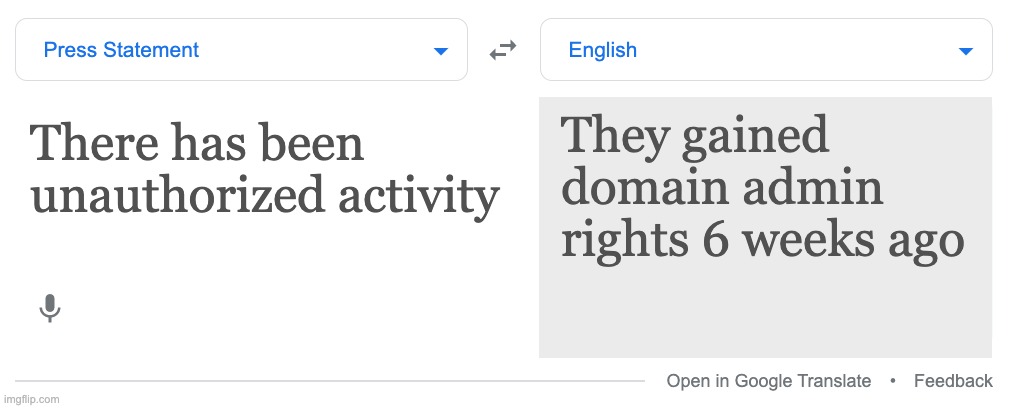 Press Statement
English
There has been
unauthorized activity
They gained
domain admin
rights 6 weeks ago
Open in Google Translate • Feedback
imgflip.com